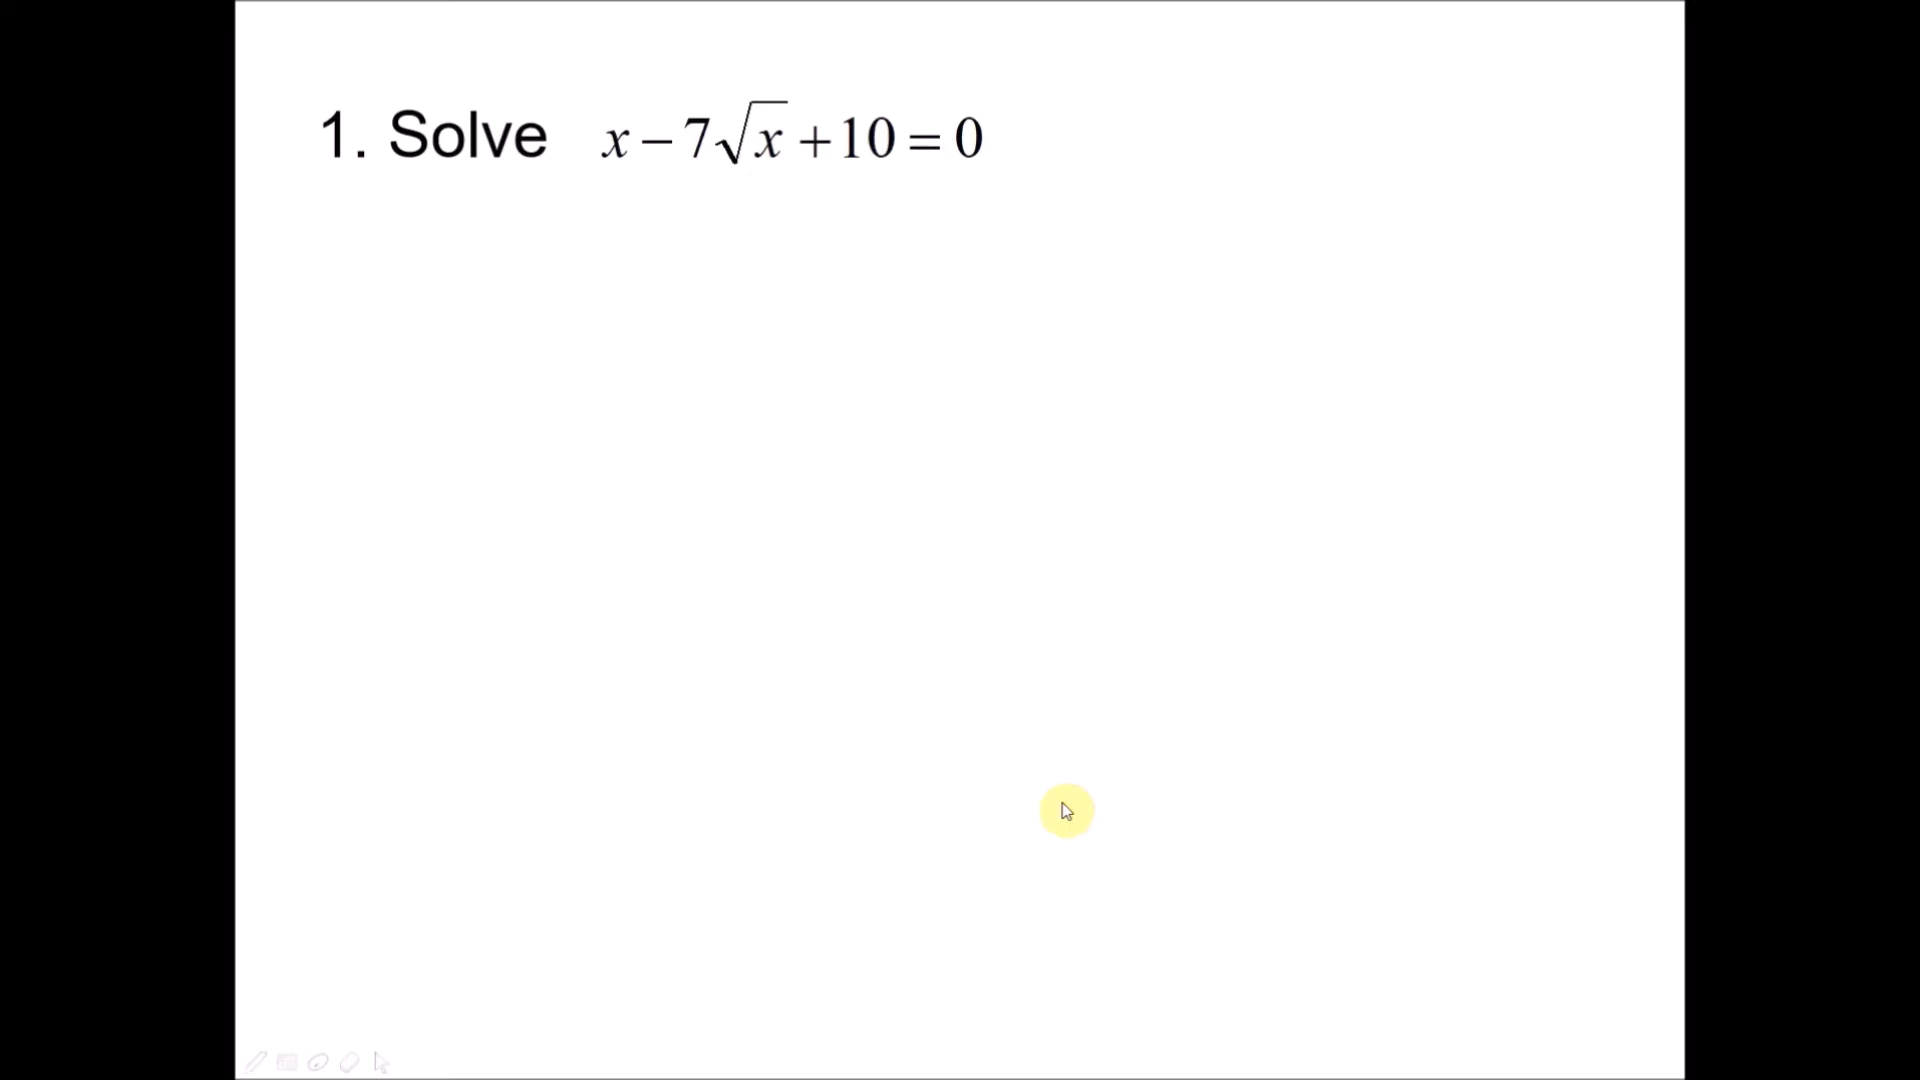 1. Solve x − 7√x + 10 = 0